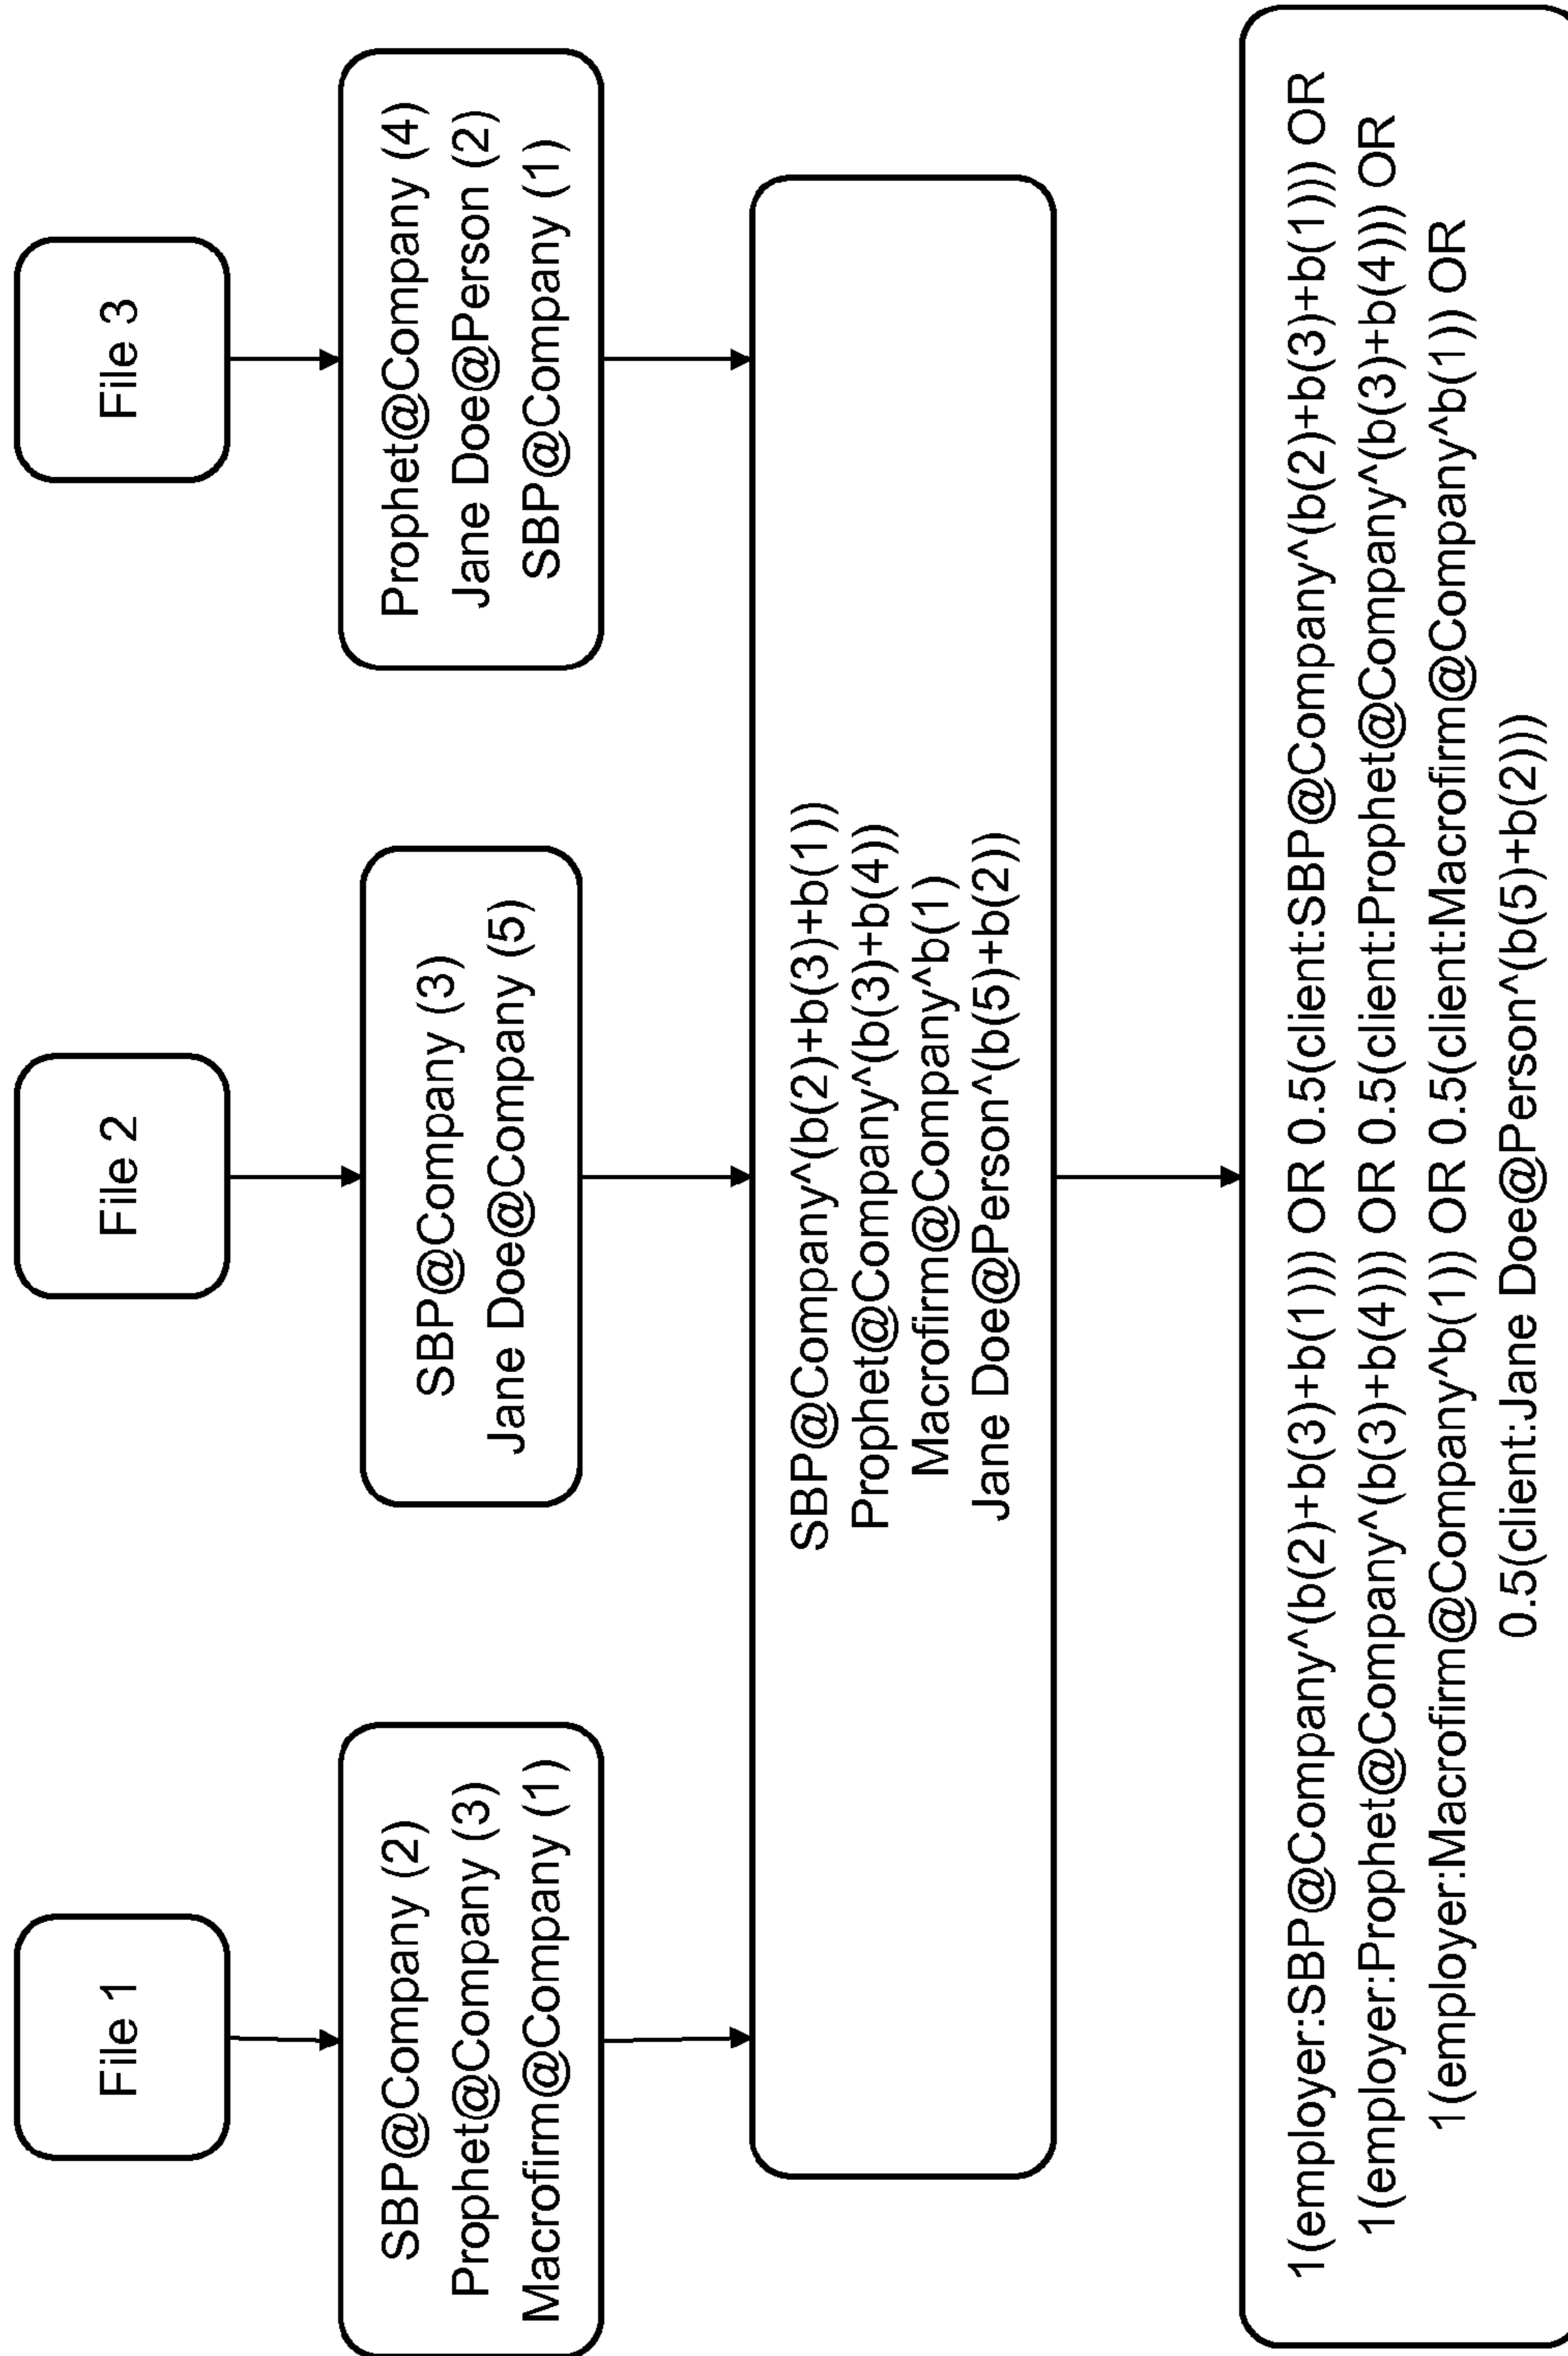 File 1
File 2
File 3
SBP@Company (2)
Prophet@Company (3)
Macrofirm@Company (1)
SBP@Company (3)
Jane Doe@Company (5)
Prophet@Company (4)
Jane Doe@Person (2)
SBP@Company (1)
SBP@Company^(b(2)+b(3)+b(1))
Prophet@Company^(b(3)+b(4))
Macrofirm@Company^b(1)
Jane Doe@Person^(b(5)+b(2))
1(employer:SBP@Company^(b(2)+b(3)+b(1))) OR 0.5(client:SBP@Company^(b(2)+b(3)+b(1))) OR
1(employer:Prophet@Company^(b(3)+b(4))) OR 0.5(client:Prophet@Company^(b(3)+b(4))) OR
1(employer:Macrofirm@Company^b(1)) OR 0.5(client:Macrofirm@Company^b(1)) OR
0.5(client:Jane Doe@Person^(b(5)+b(2)))